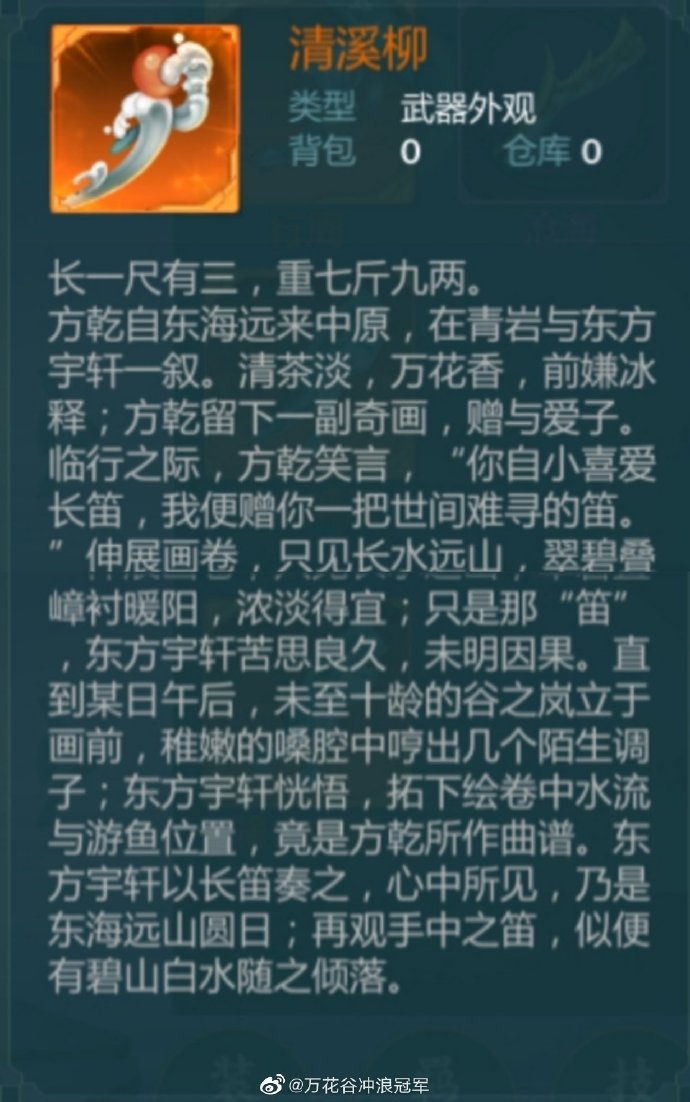 清溪柳
类型 武器外观
背包 0 仓库 0
长一尺有三，重七斤九两。
方乾自东海远来中原，在青岩与东方
宇轩一叙。清茶淡，万花香，前嫌冰
释；方乾留下一副奇画，赠与爱子。
临行之际，方乾笑言，“你自小喜爱
长笛，我便赠你一把世间难寻的笛。
”伸展画卷，只见长水远山，翠碧叠
嶂衬暖阳，浓淡得宜；只是那“笛”
，东方宇轩苦思良久，未明因果。直
到某日午后，未至十龄的谷之岚立于
画前，稚嫩的嗓腔中哼出几个陌生调
子；东方宇轩恍悟，拓下绘卷中水流
与游鱼位置，竟是方乾所作曲谱。东
方宇轩以长笛奏之，心中所见，乃是
东海远山圆日；再观手中之笛，似便
有碧山白水随之倾落。
@万花谷冲浪冠军